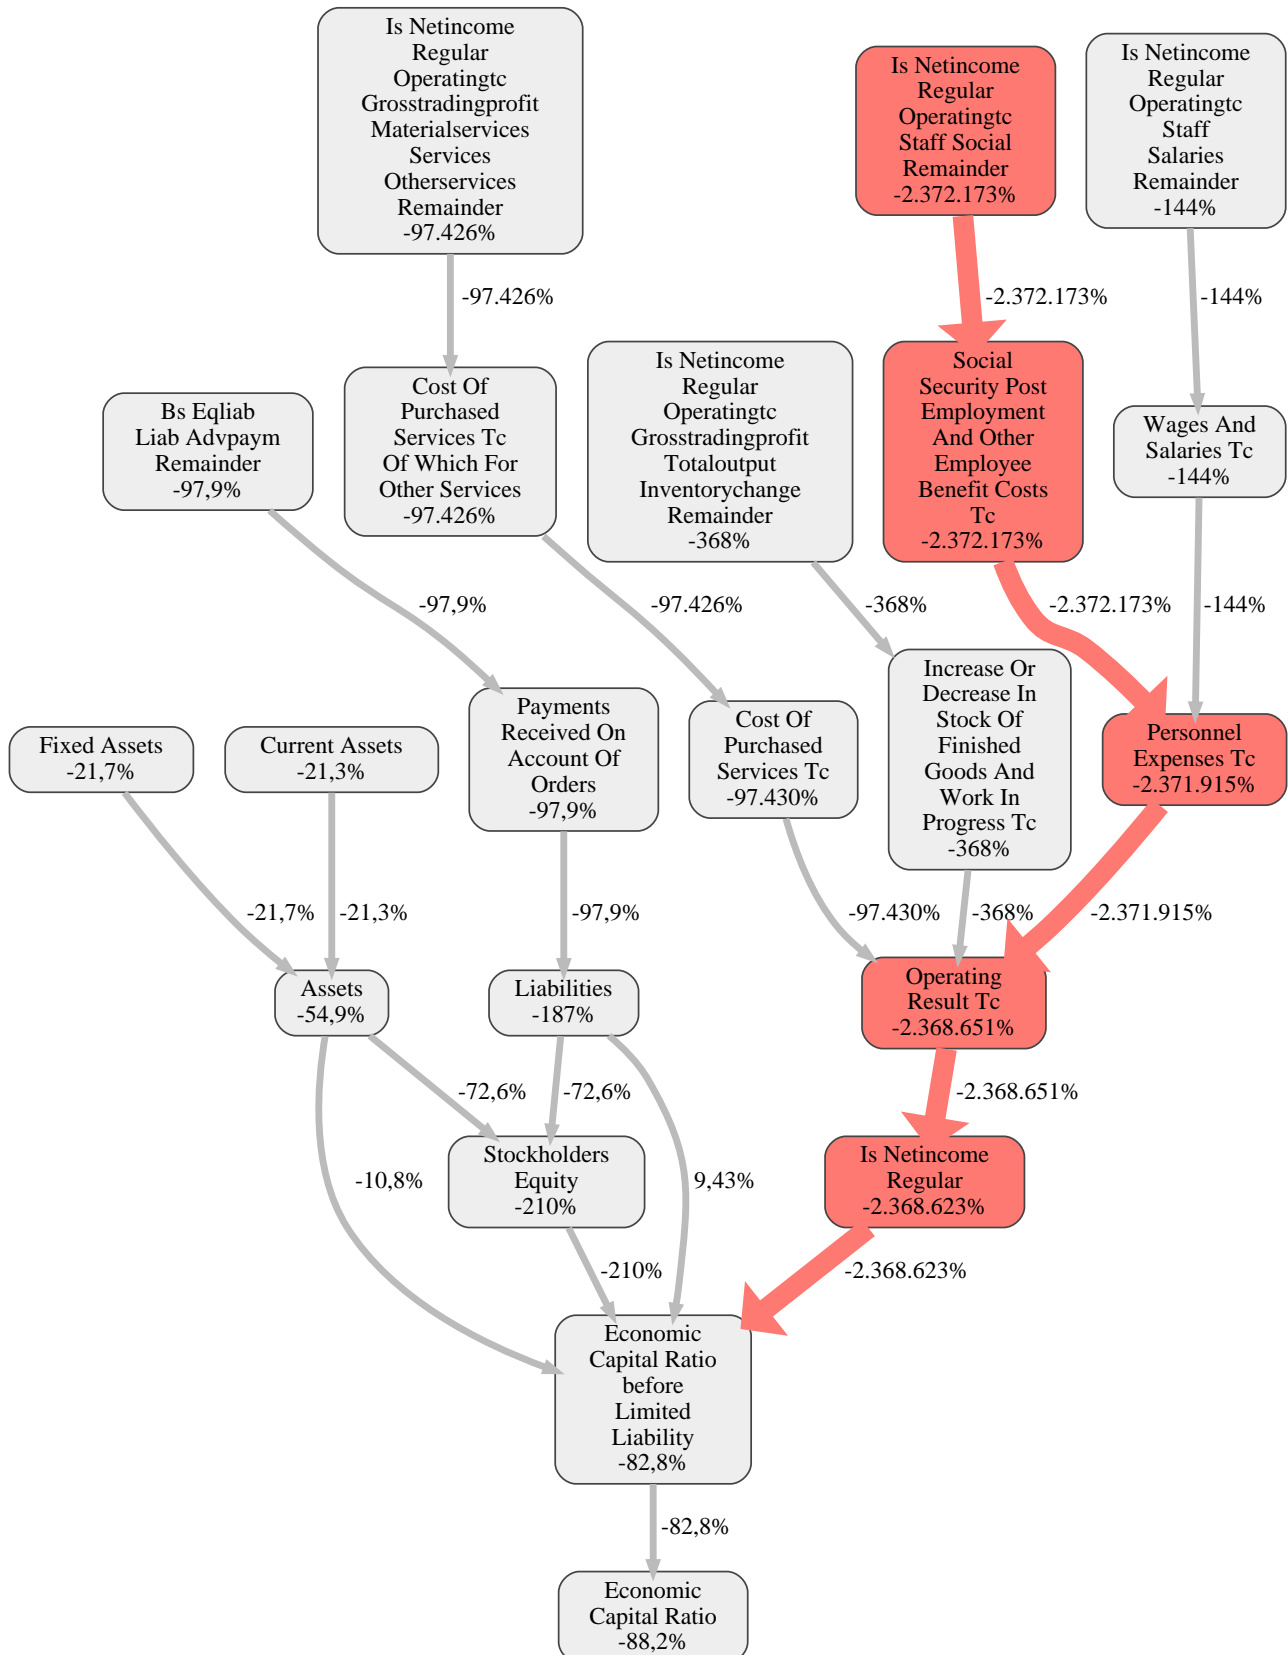 Is Netincome
Regular
Operatingtc
Grosstradingprofit
Materialservices
Services
Otherservices
Remainder
-97.426%
Is Netincome
Regular
Operatingtc
Staff Social
Remainder
-2.372.173%
Is Netincome
Regular
Operatingtc
Staff
Salaries
Remainder
-144%
-97.426%
-2.372.173%
-144%
Bs Eqliab
Liab Advpaym
Remainder
-97,9%
Cost Of
Purchased
Services Tc
Of Which For
Other Services
-97.426%
Is Netincome
Regular
Operatingtc
Grosstradingprofit
Totaloutput
Inventorychange
Remainder
-368%
Social
Security Post
Employment
And Other
Employee
Benefit Costs
Tc
-2.372.173%
Wages And
Salaries Tc
-144%
-97,9%
-97.426%
-368%
-2.372.173%
-144%
Fixed Assets
-21,7%
Current Assets
-21,3%
Payments
Received On
Account Of
Orders
-97,9%
Cost Of
Purchased
Services Tc
-97.430%
Increase Or
Decrease In
Stock Of
Finished
Goods And
Work In
Progress Tc
-368%
Personnel
Expenses Tc
-2.371.915%
-21,7%
-21,3%
-97,9%
-97.430%
-368%
-2.371.915%
Assets
-54,9%
Liabilities
-187%
Operating
Result Tc
-2.368.651%
-72,6%
-72,6%
-2.368.651%
-10,8%
Stockholders
Equity
-210%
9,43%
Is Netincome
Regular
-2.368.623%
-210%
-2.368.623%
Economic
Capital Ratio
before
Limited
Liability
-82,8%
-82,8%
Economic
Capital Ratio
-88,2%